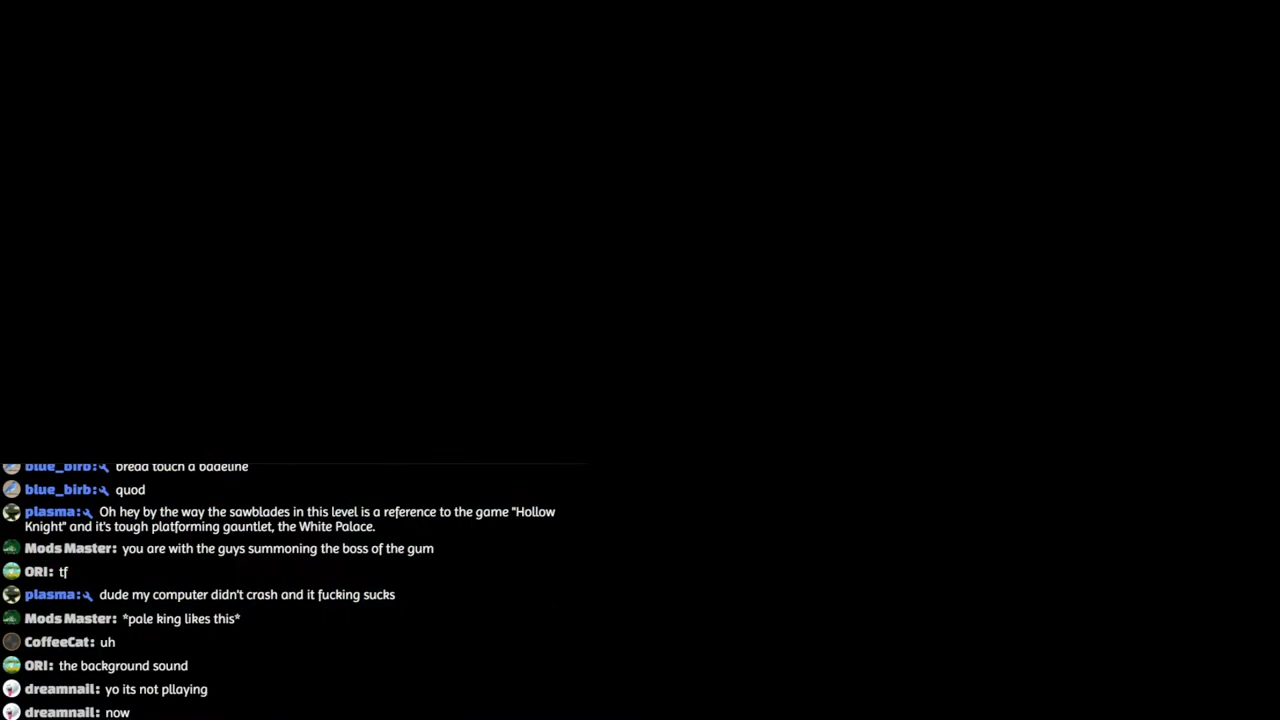 blue_birb: bread touch a badeline
blue_birb: quod
plasma: Oh hey by the way the sawblades in this level is a reference to the game "Hollow
Knight" and it's tough platforming gauntlet, the White Palace.
Mods Master: you are with the guys summoning the boss of the gum
ORI: tf
plasma: dude my computer didn't crash and it fucking sucks
Mods Master: *pale king likes this*
CoffeeCat: uh
ORI: the background sound
dreamnail: yo its not pllaying
dreamnail: now